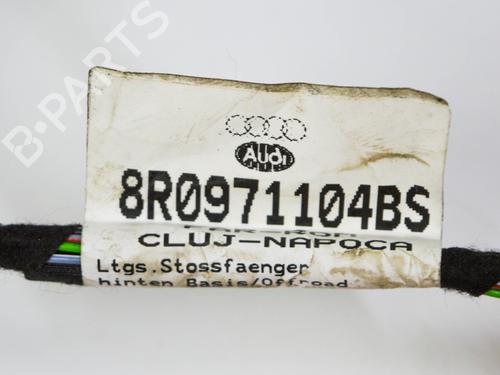 B-PARTS
Audi
8R0971104BS
CLUJ-NAPOCA
Ltgs.Stossfaenger
hinten Basis/Offroad